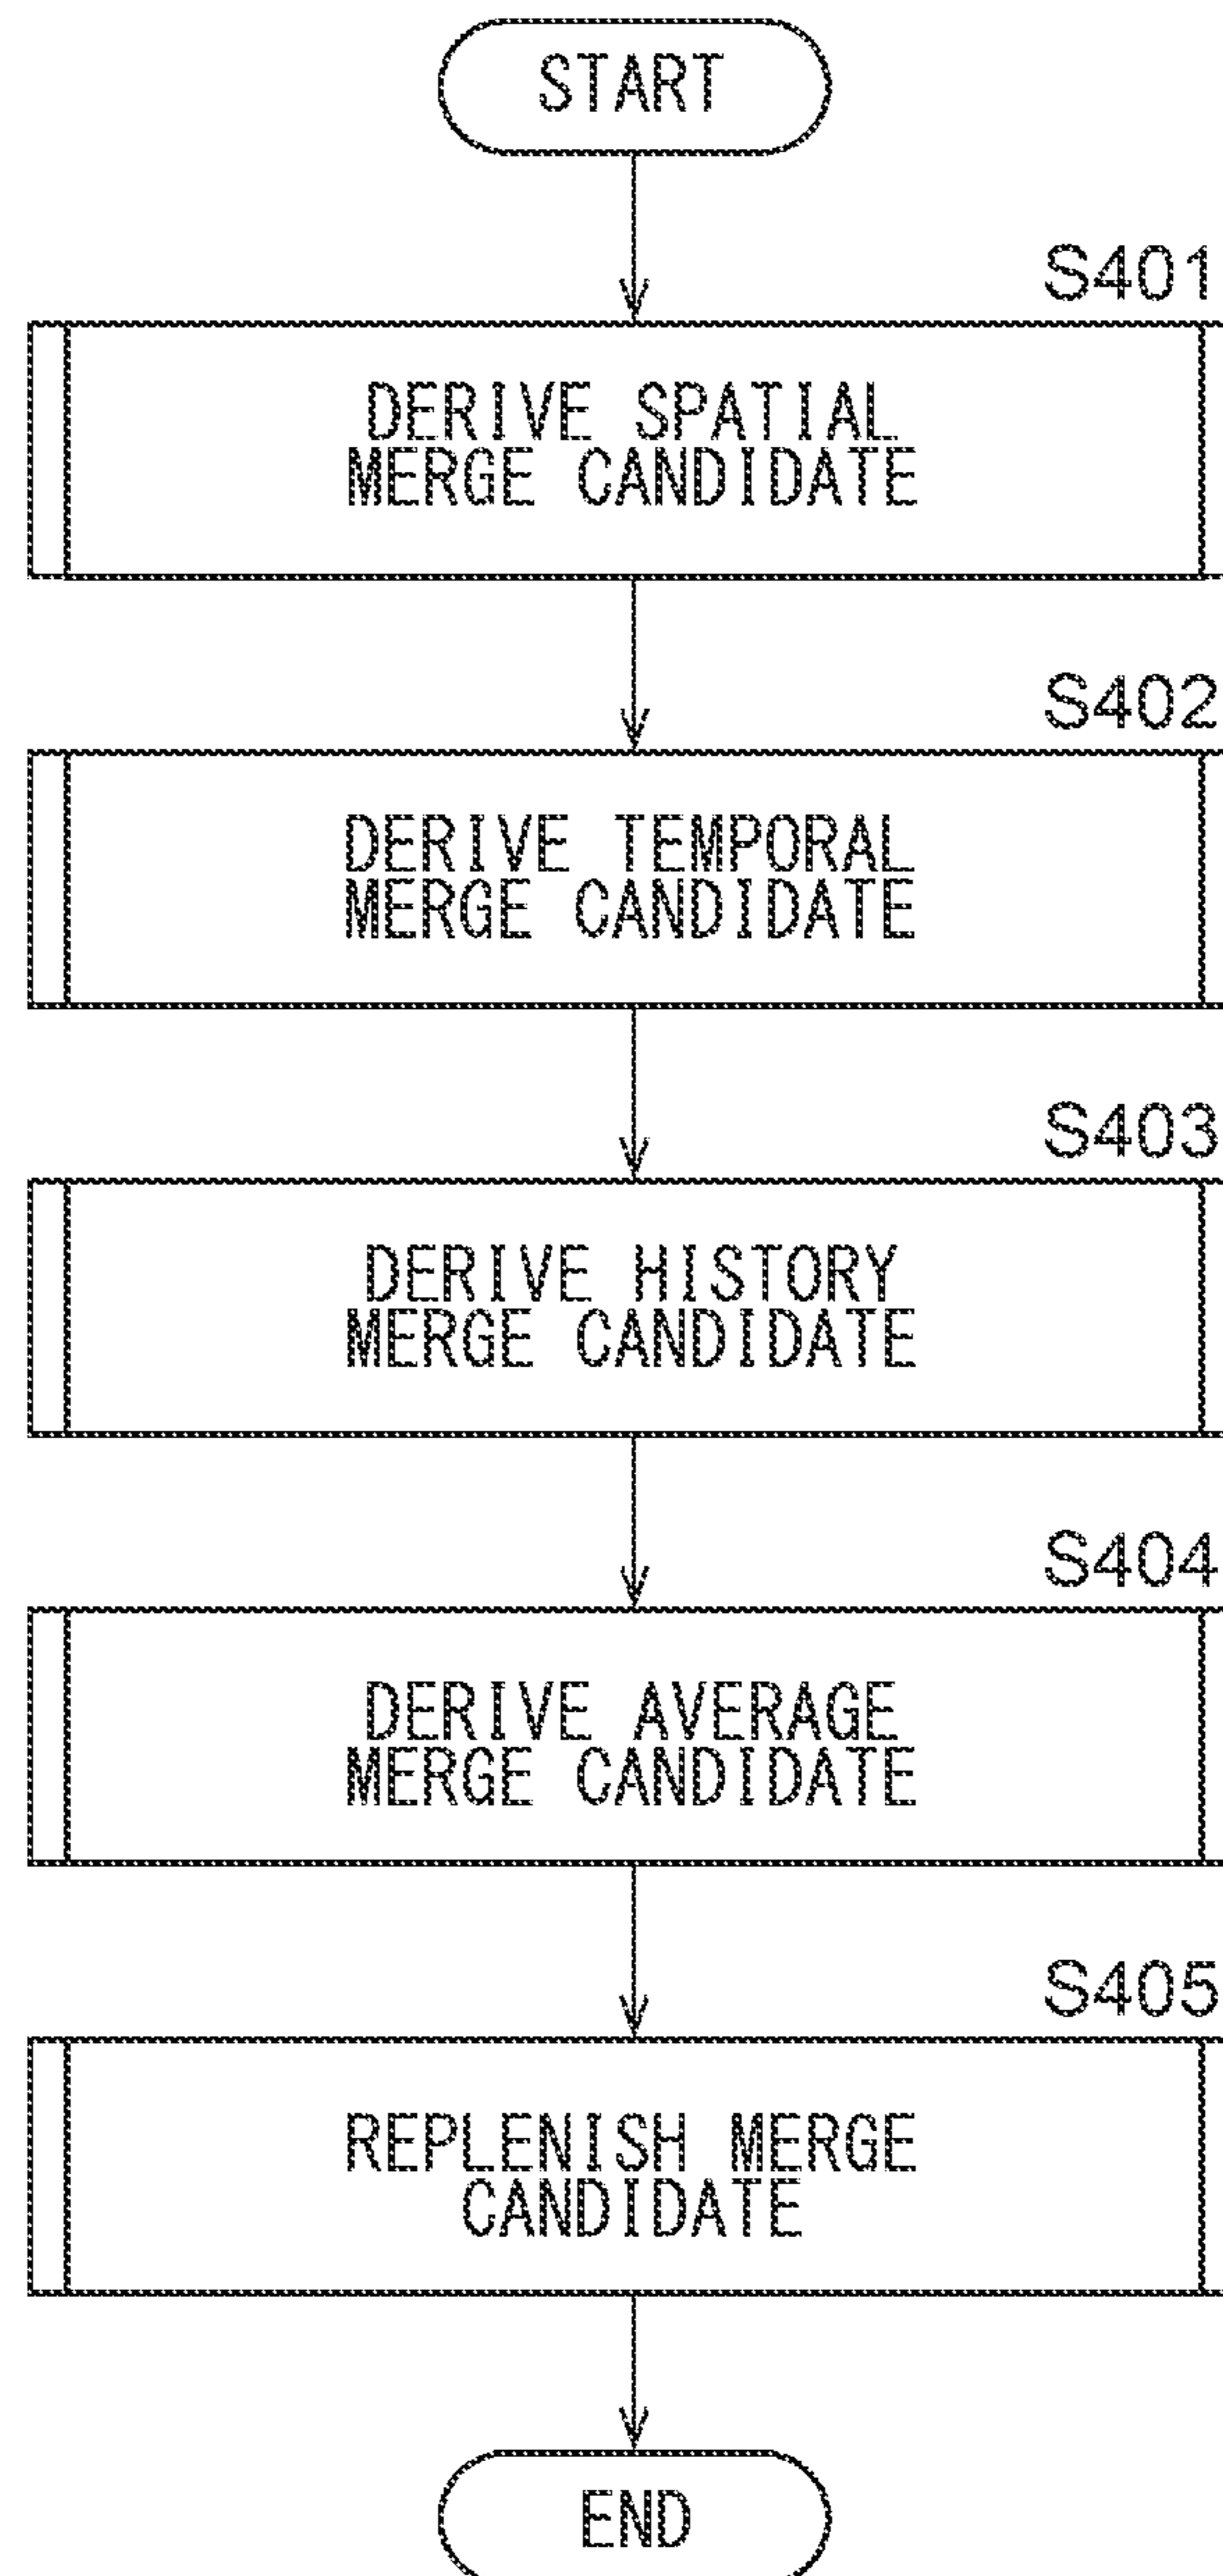 START
S401
DERIVE SPATIAL
MERGE CANDIDATE
S402
DERIVE TEMPORAL
MERGE CANDIDATE
S403
DERIVE HISTORY
MERGE CANDIDATE
S404
DERIVE AVERAGE
MERGE CANDIDATE
S405
REPLENISH MERGE
CANDIDATE
END